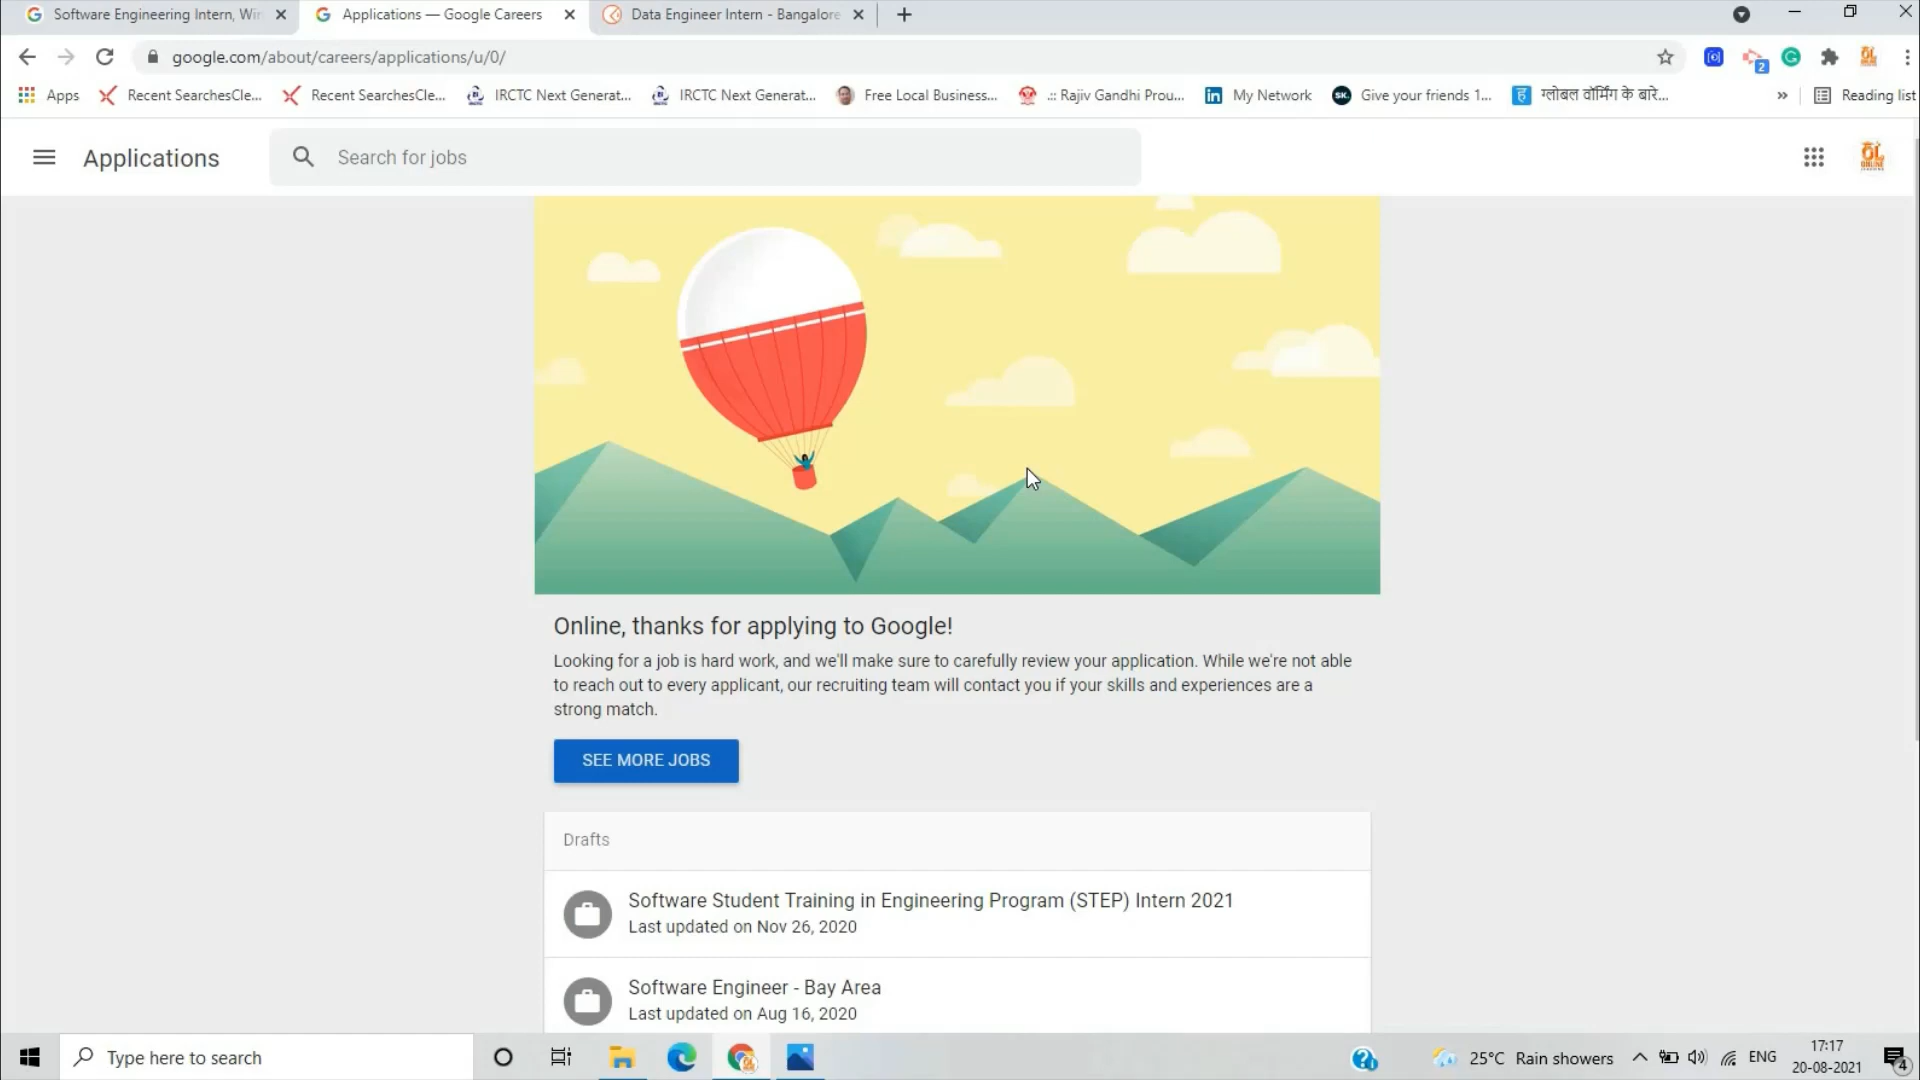 Software Engineering Intern, Win
Applications — Google Careers
Data Engineer Intern - Bangalore
google.com/about/careers/applications/u/0/
2
Apps
Recent SearchesCle...
Recent SearchesCle...
IRCTC Next Generat...
IRCTC Next Generat...
Free Local Business...
.:: Rajiv Gandhi Prou...
in
My Network
SK.
Give your friends 1...
हि
ग्लोबल वॉर्मिंग के बारे...
»
Reading list
Applications
Search for jobs
OL
ONLINE
Online, thanks for applying to Google!
Looking for a job is hard work, and we'll make sure to carefully review your application. While we're not able
to reach out to every applicant, our recruiting team will contact you if your skills and experiences are a
strong match.
SEE MORE JOBS
Drafts
Software Student Training in Engineering Program (STEP) Intern 2021
Last updated on Nov 26, 2020
Software Engineer - Bay Area
Last updated on Aug 16, 2020
Type here to search
25°C Rain showers
ENG
17:17
20-08-2021
4